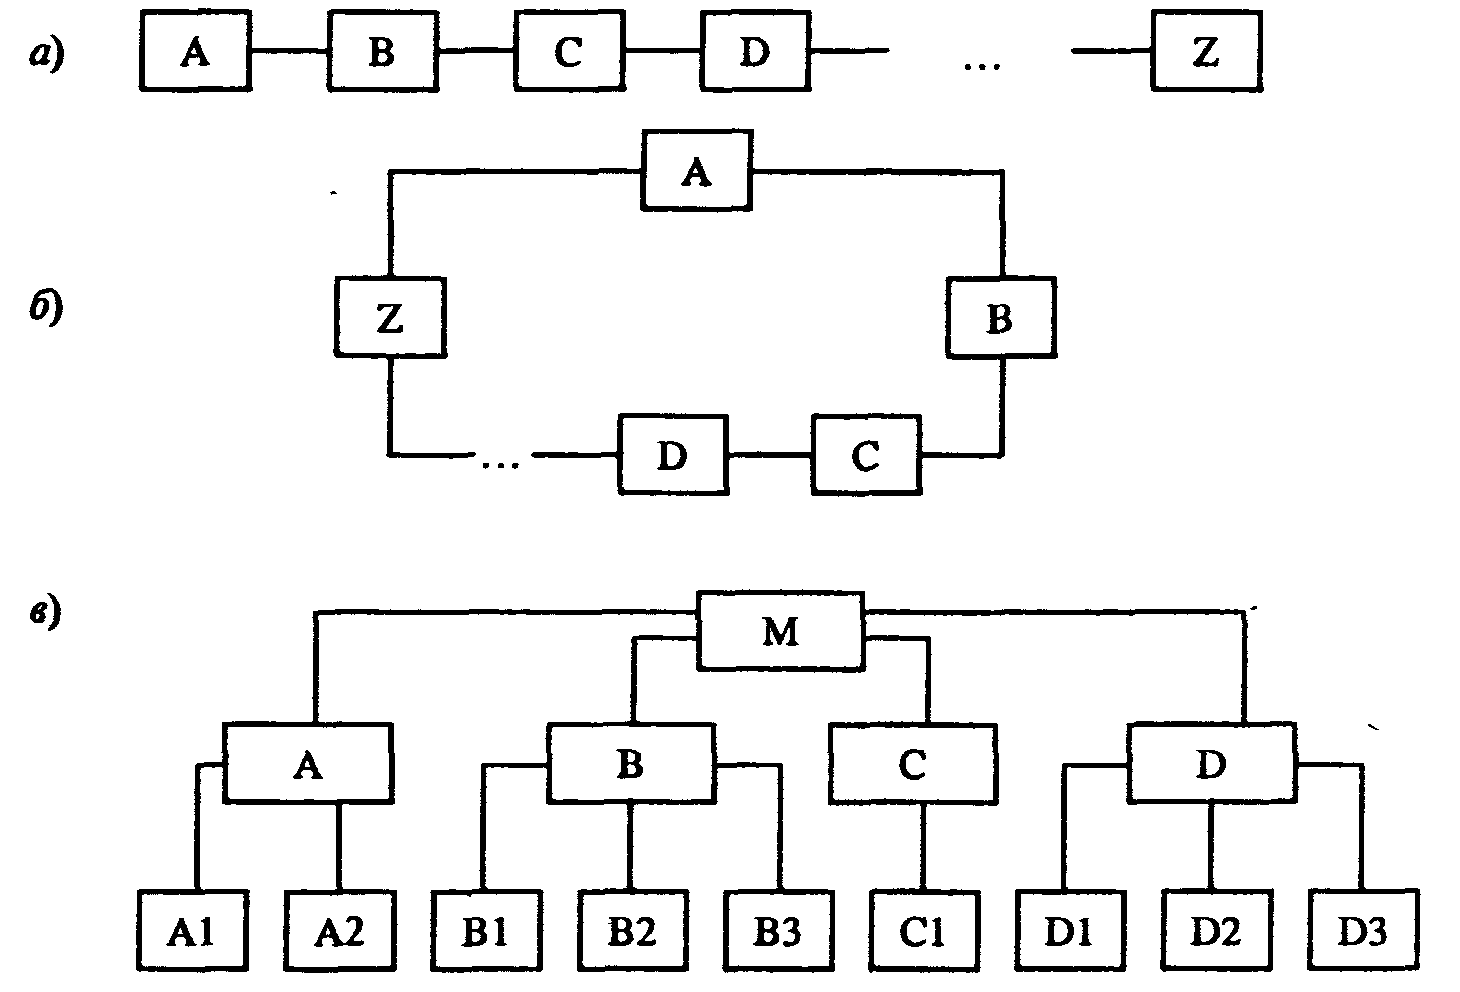 а) A B C D ... Z
A
б) Z B
... D C
в) M
A B C D
A1 A2 B1 B2 B3 C1 D1 D2 D3